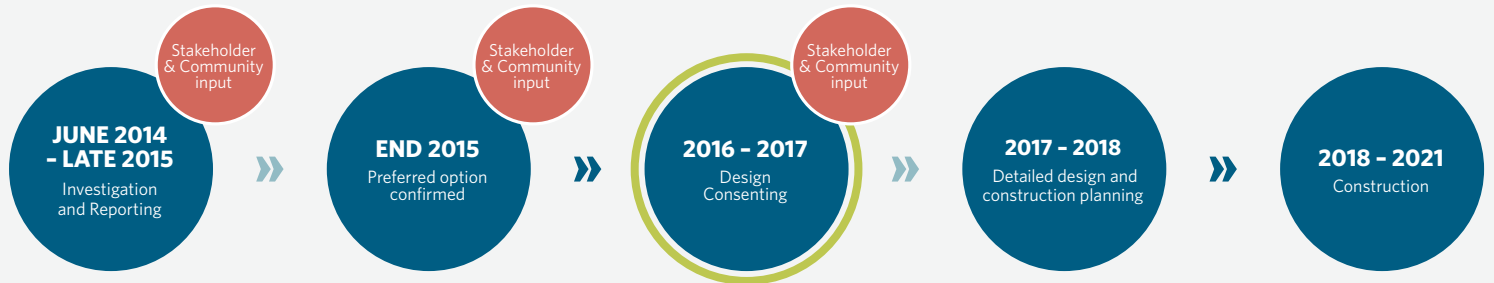 Stakeholder
& Community
input
JUNE 2014
– LATE 2015
Investigation
and Reporting
Stakeholder
& Community
input
END 2015
Preferred option
confirmed
Stakeholder
& Community
input
2016 – 2017
Design
Consenting
2017 – 2018
Detailed design and
construction planning
2018 – 2021
Construction